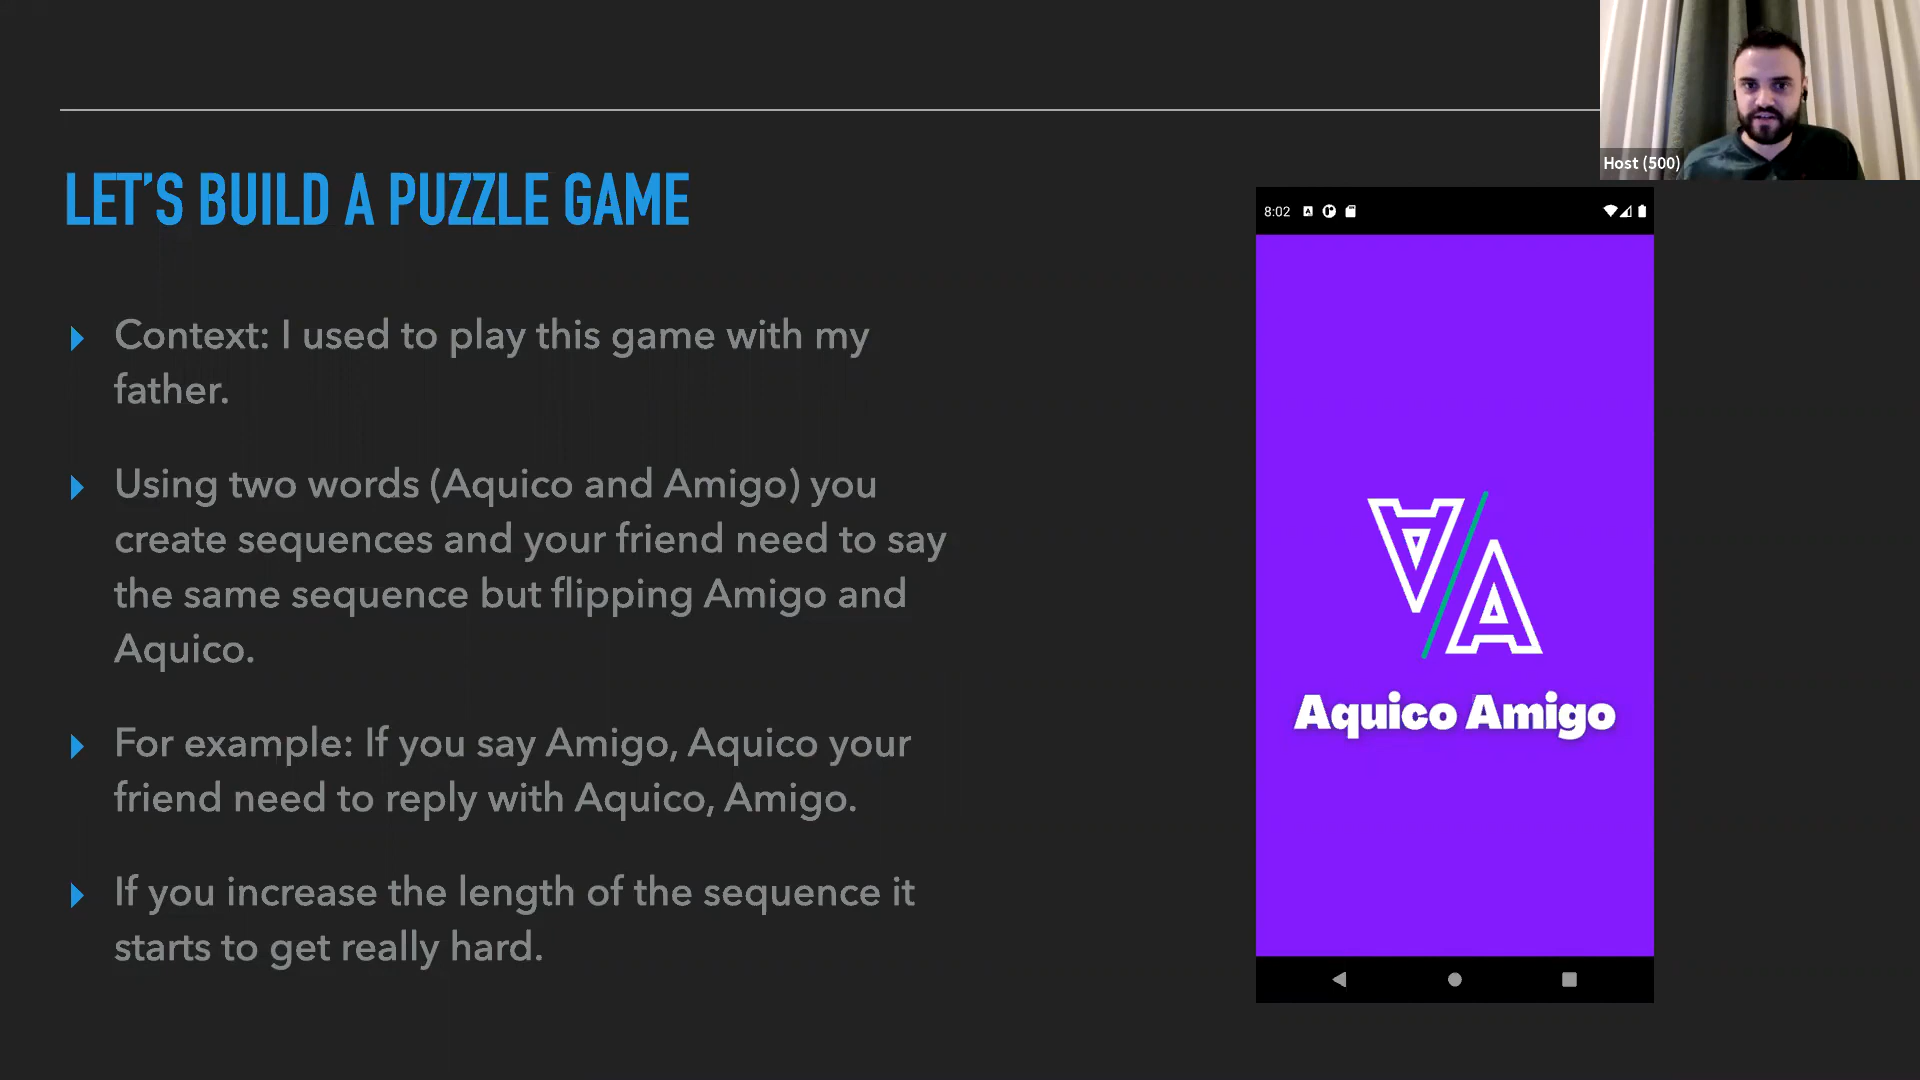 Host (500)
LET'S BUILD A PUZZLE GAME
Context: I used to play this game with my
father.
Using two words (Aquico and Amigo) you
create sequences and your friend need to say
the same sequence but flipping Amigo and
Aquico.
For example: If you say Amigo, Aquico your
friend need to reply with Aquico, Amigo.
If you increase the length of the sequence it
starts to get really hard.
8:02
Aquico Amigo